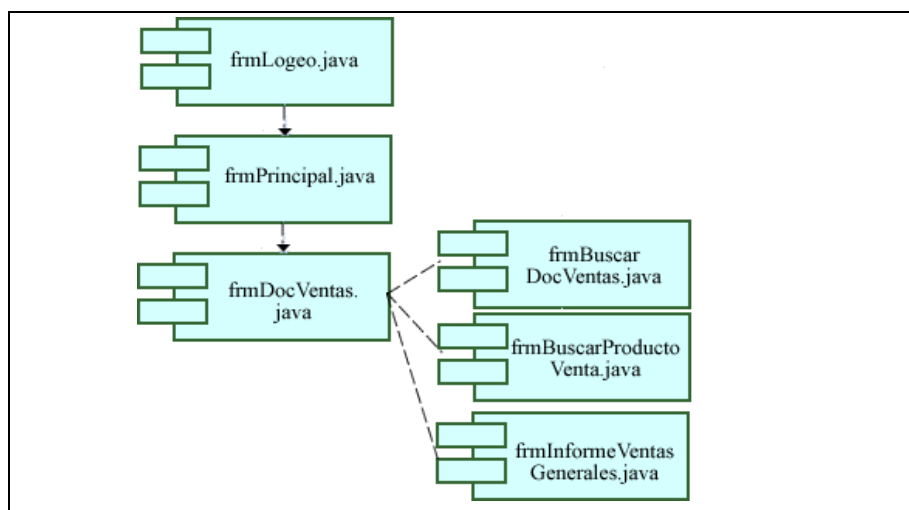 frmLogeo.java
frmPrincipal.java
frmDocVentas.
java
frmBuscar
DocVentas.java
frmBuscarProducto
Venta.java
frmInformeVentas
Generales.java